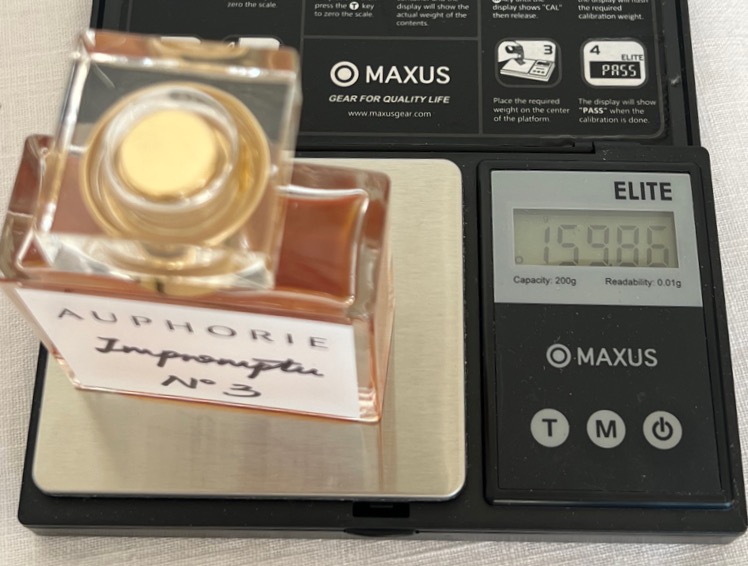 zero the scale.
press the T key
to zero the scale.
display will show the
actual weight of the
contents.
display shows "CAL"
then release.
the required
calibration weight.
MAXUS
GEAR FOR QUALITY LIFE
www.maxusgear.com
3
Place the required
weight on the center
of the platform.
4
ELITE
PASS
The display will show
"PASS" when the
calibration is done.
AUPHORIE
Impromptu
Nº 3
ELITE
159.86
Capacity: 200g
Readability: 0.01g
MAXUS
T
M